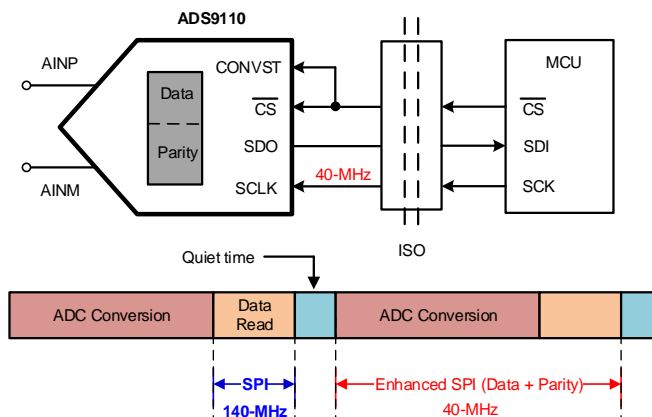 ADS9110
AINP
AINM
Data
Parity
CONVST
CS
SDO
SCLK
40-MHz
ISO
MCU
CS
SDI
SCK
Quiet time
ADC Conversion
Data
Read
ADC Conversion
SPI
140-MHz
Enhanced SPI (Data + Parity)
40-MHz